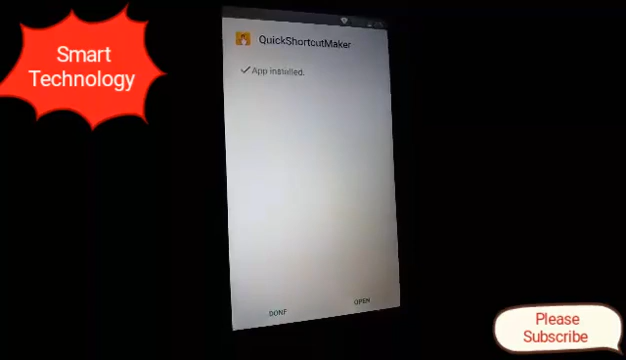 Smart
Technology
QuickShortcutMaker
App installed.
DONE
OPEN
Please
Subscribe